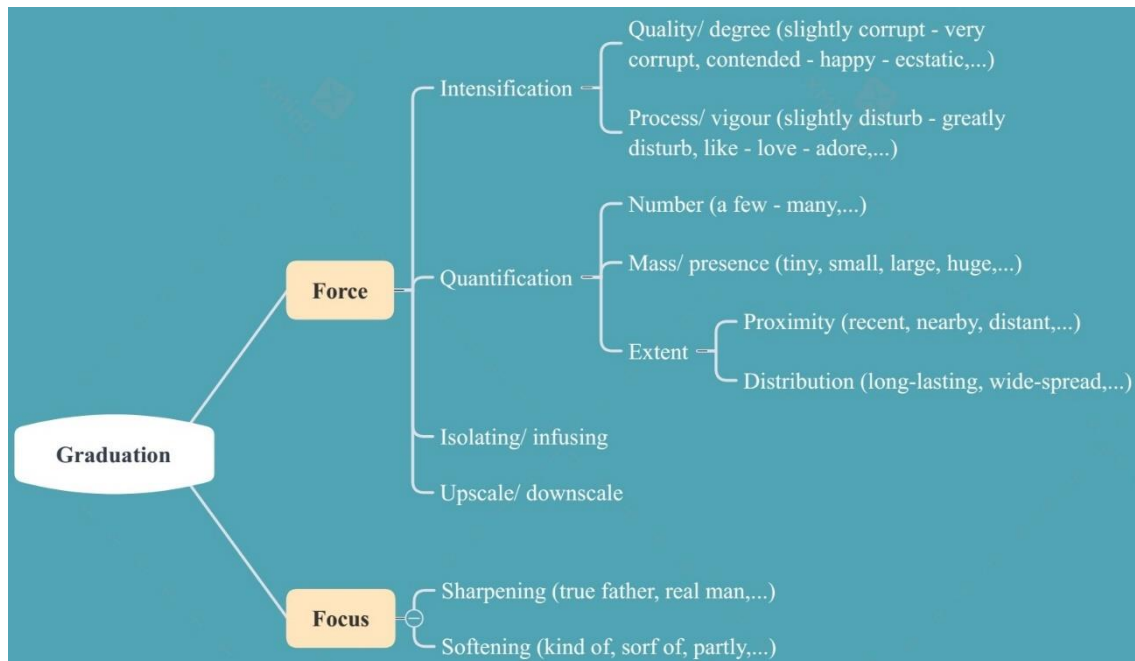 Quality/ degree (slightly corrupt - very
corrupt, contended - happy - ecstatic,...)
Intensification
Process/ vigour (slightly disturb - greatly
disturb, like - love - adore,...)
Number (a few - many,...)
Force
Quantification
Mass/ presence (tiny, small, large, huge,...)
Proximity (recent, nearby, distant,...)
Extent
Distribution (long-lasting, wide-spread,...)
Isolating/ infusing
Graduation
Upscale/ downscale
Sharpening (true father, real man,...)
Focus
Softening (kind of, sorf of, partly,...)